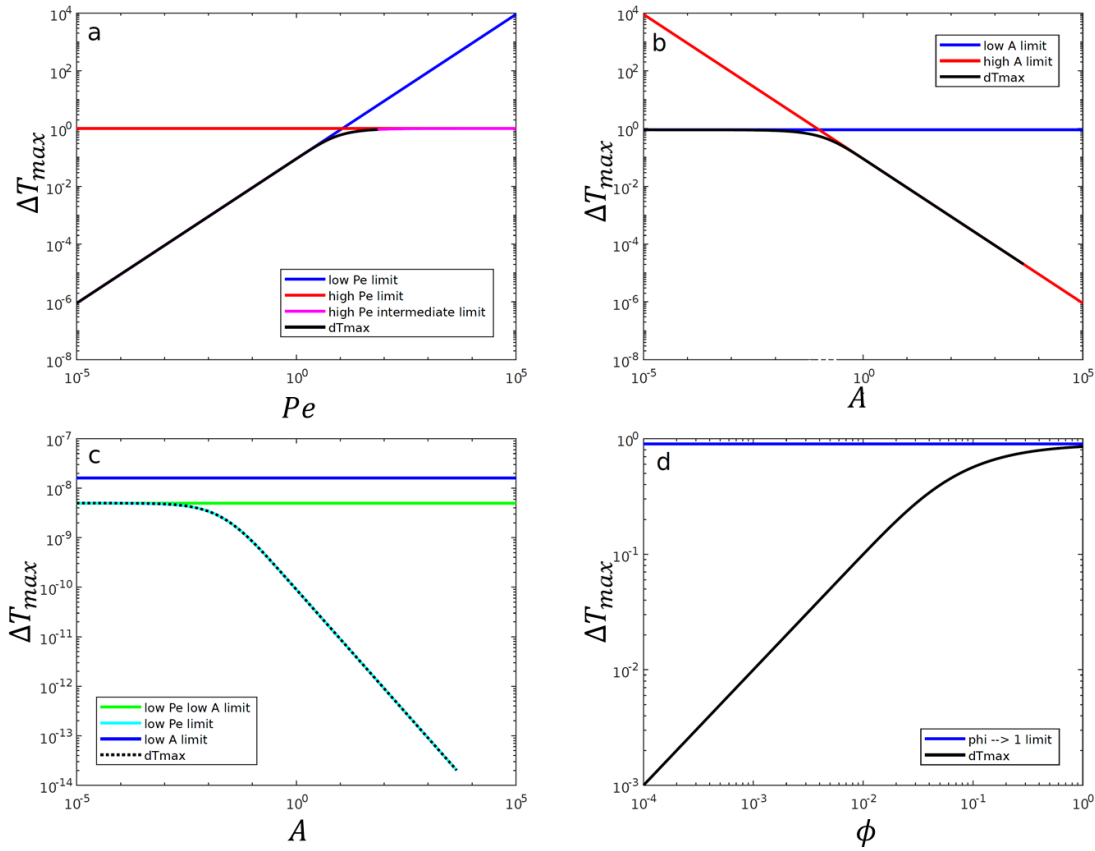 a
10^4
10^2
10^0
10^-2
10^-4
10^-6
10^-8
ΔT_max
low Pe limit
high Pe limit
high Pe intermediate limit
dTmax
10^-5
10^0
10^5
Pe
b
10^4
10^2
10^0
10^-2
10^-4
10^-6
10^-8
ΔT_max
low A limit
high A limit
dTmax
10^-5
10^0
10^5
A
c
10^-7
10^-8
10^-9
10^-10
10^-11
10^-12
10^-13
10^-14
ΔT_max
low Pe low A limit
low Pe limit
low A limit
dTmax
10^-5
10^0
10^5
A
d
10^0
10^-1
10^-2
10^-3
ΔT_max
phi --> 1 limit
dTmax
10^-4
10^-3
10^-2
10^-1
10^0
ϕ